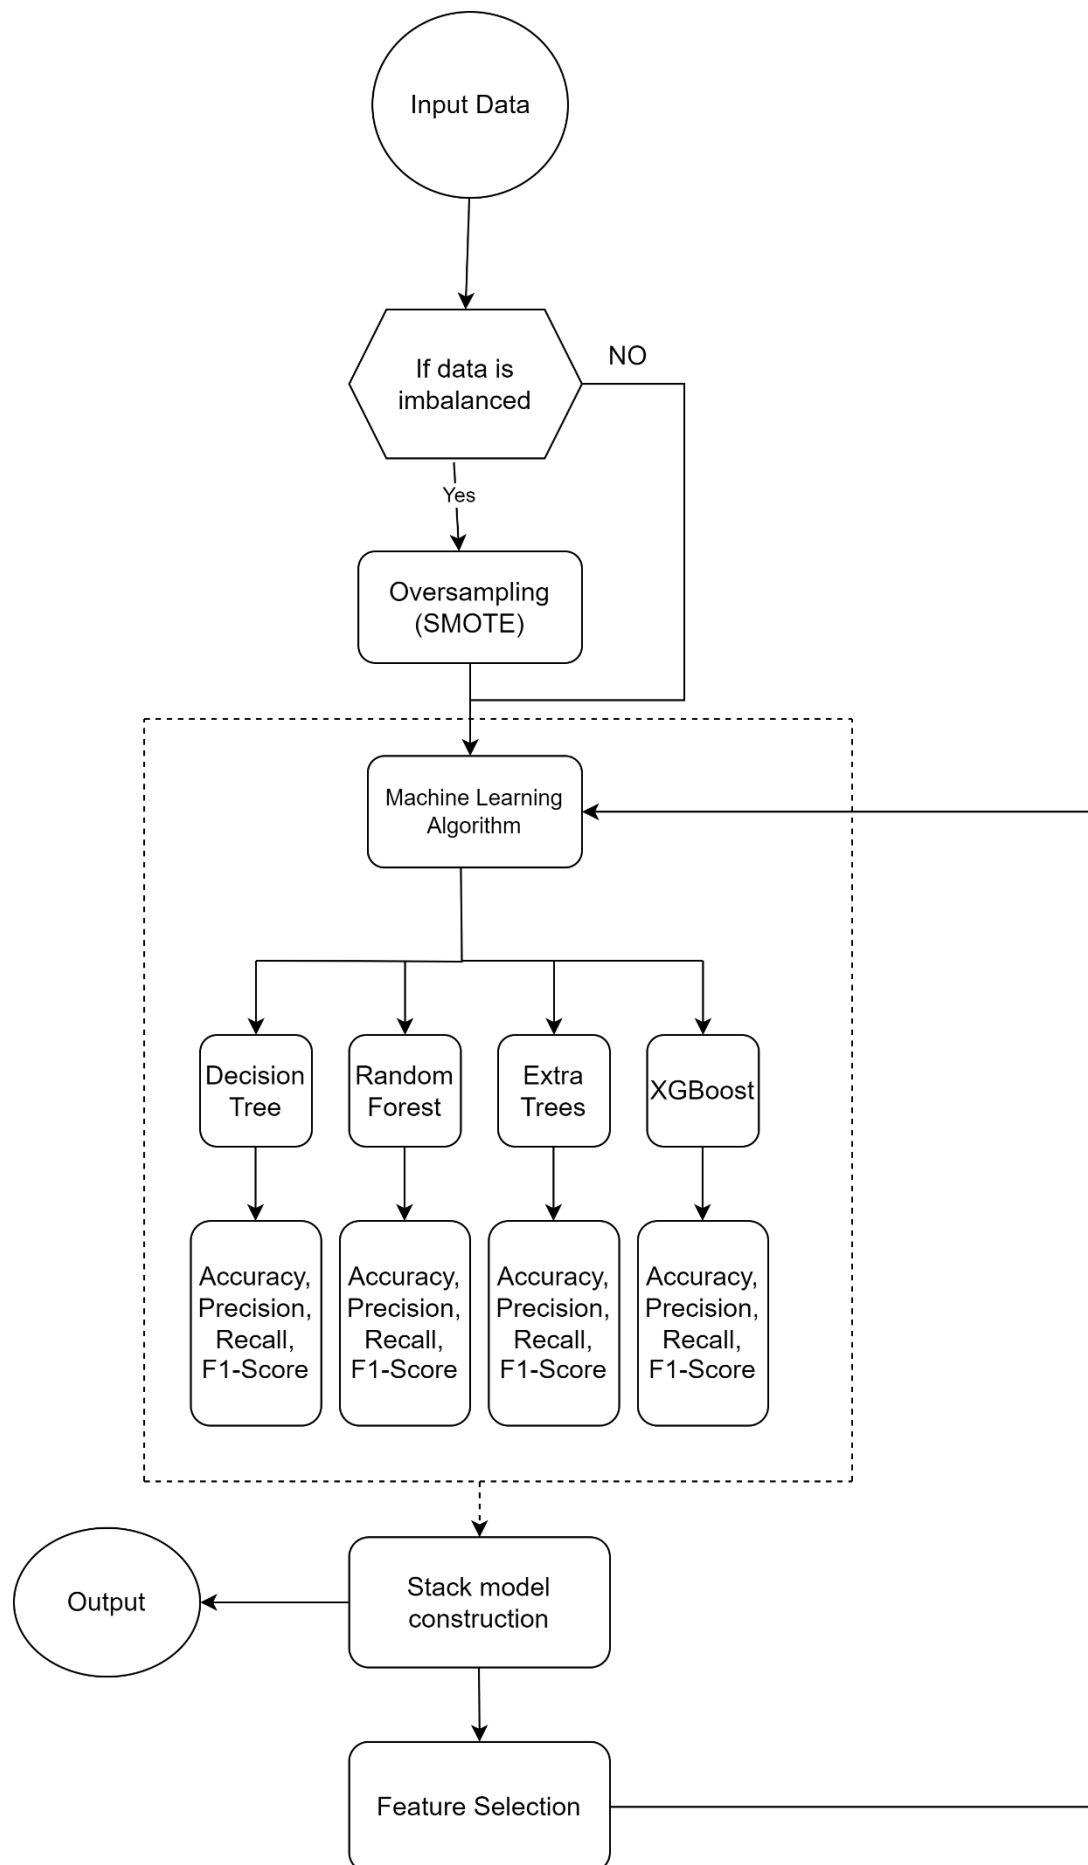 Input Data
If data is
imbalanced
NO
Yes
Oversampling
(SMOTE)
Machine Learning
Algorithm
Decision
Tree
Random
Forest
Extra
Trees
XGBoost
Accuracy,
Precision,
Recall,
F1-Score
Accuracy,
Precision,
Recall,
F1-Score
Accuracy,
Precision,
Recall,
F1-Score
Accuracy,
Precision,
Recall,
F1-Score
Stack model
construction
Output
Feature Selection